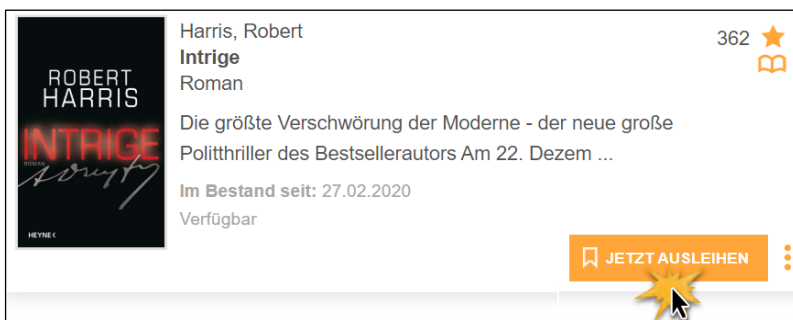 Harris, Robert
362
Intrige
Roman
Die größte Verschwörung der Moderne - der neue große
Politthriller des Bestsellerautors Am 22. Dezem ...
Im Bestand seit: 27.02.2020
Verfügbar
JETZT AUSLEIHEN
ROBERT
HARRIS
INTRIGE
ROMAN
HEYNE <